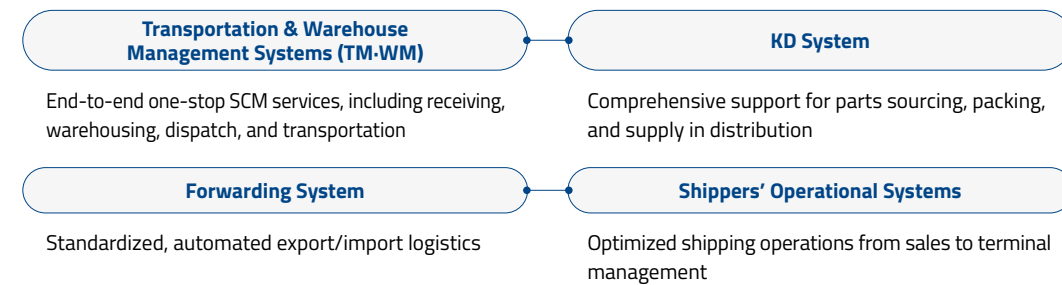 Transportation & Warehouse
Management Systems (TM·WM)
KD System
End-to-end one-stop SCM services, including receiving,
warehousing, dispatch, and transportation
Comprehensive support for parts sourcing, packing,
and supply in distribution
Forwarding System
Shippers’ Operational Systems
Standardized, automated export/import logistics
Optimized shipping operations from sales to terminal
management